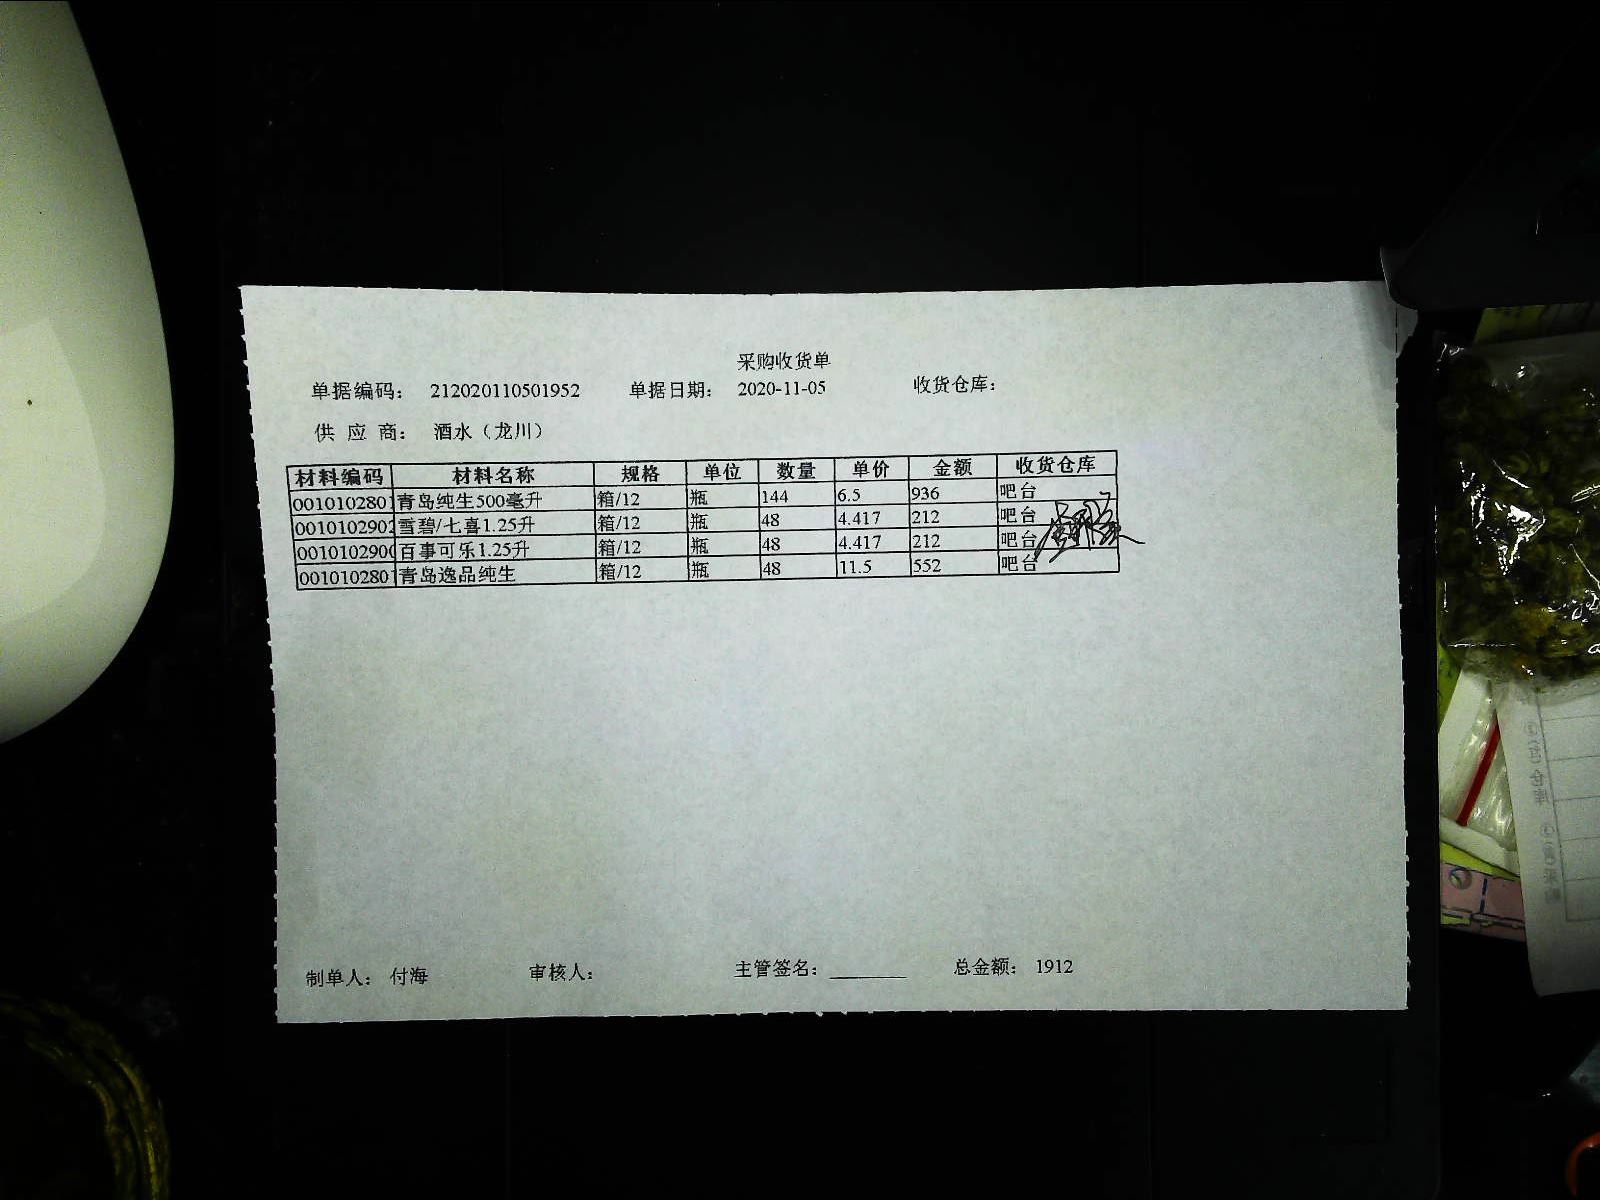 采购收货单
单据编码： 212020110501952 单据日期： 2020-11-05 收货仓库：
供 应 商： 酒水（龙川）
材料编码 材料名称 规格 单位 数量 单价 金额 收货仓库
0010102801 青岛纯生500毫升 箱/12 瓶 144 6.5 936 吧台
0010102902 雪碧/七喜1.25升 箱/12 瓶 48 4.417 212 吧台
0010102900 百事可乐1.25升 箱/12 瓶 48 4.417 212 吧台
0010102801 青岛逸品纯生 箱/12 瓶 48 11.5 552 吧台
制单人： 付海 审核人： 主管签名： 总金额： 1912